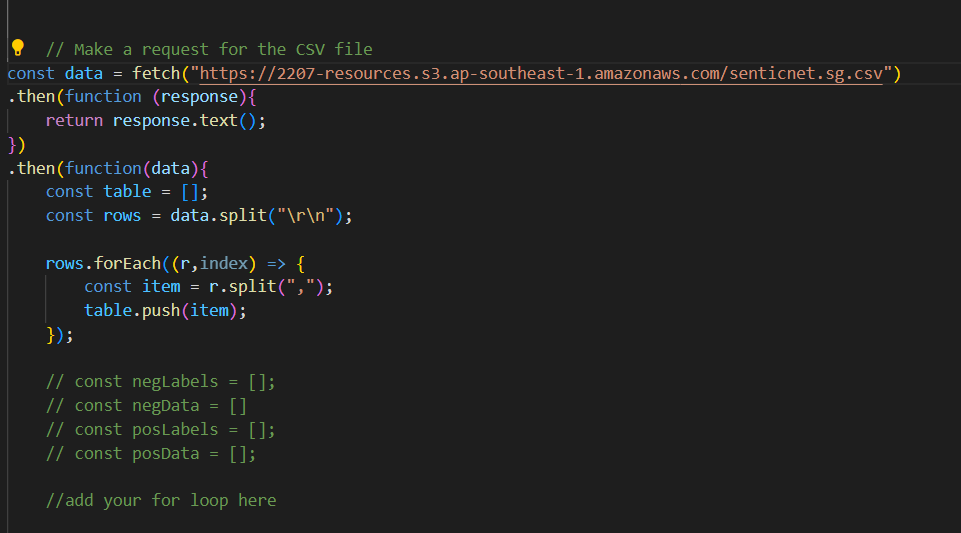 // Make a request for the CSV file
const data = fetch("https://2207-resources.s3.ap-southeast-1.amazonaws.com/senticnet.sg.csv")
.then(function (response){
    return response.text();
})
.then(function(data){
    const table = [];
    const rows = data.split("\r\n");
    rows.forEach((r,index) => {
        const item = r.split(",");
        table.push(item);
    });
    // const negLabels = [];
    // const negData = []
    // const posLabels = [];
    // const posData = [];
    //add your for loop here